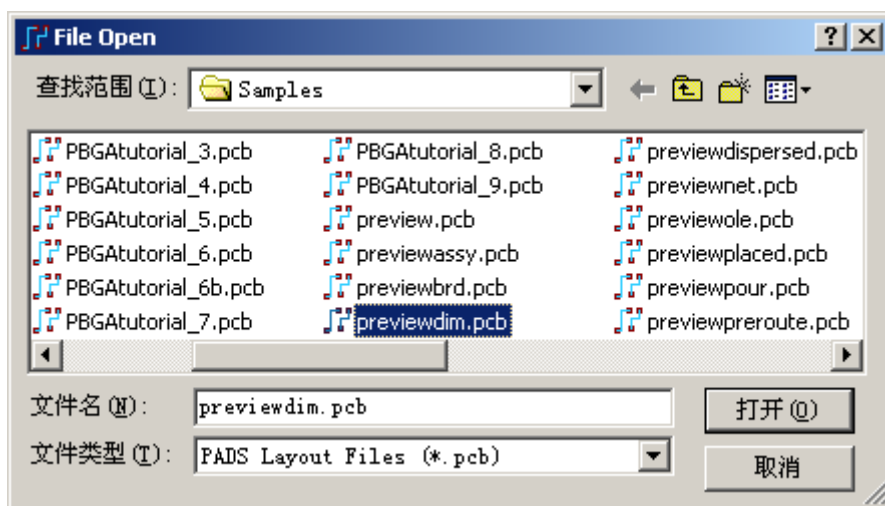 File Open
查找范围(I): Samples
PBGAtutorial_3.pcb PBGAtutorial_8.pcb previewdispersed.pcb
PBGAtutorial_4.pcb PBGAtutorial_9.pcb previewnet.pcb
PBGAtutorial_5.pcb preview.pcb previewole.pcb
PBGAtutorial_6.pcb previewassy.pcb previewplaced.pcb
PBGAtutorial_6b.pcb previewbrd.pcb previewpour.pcb
PBGAtutorial_7.pcb previewdim.pcb previewpreroute.pcb
文件名(N): previewdim.pcb 打开(O)
文件类型(T): PADS Layout Files (*.pcb) 取消